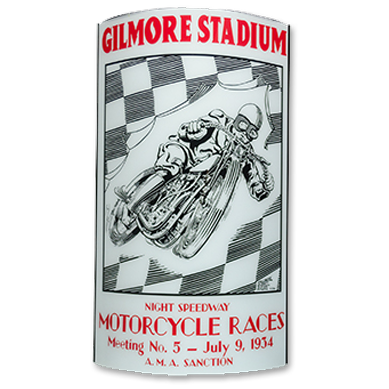 GILMORE STADIUM
NIGHT SPEEDWAY
MOTORCYCLE RACES
Meeting No. 5 — July 9, 1934
A. M. A. SANCTION